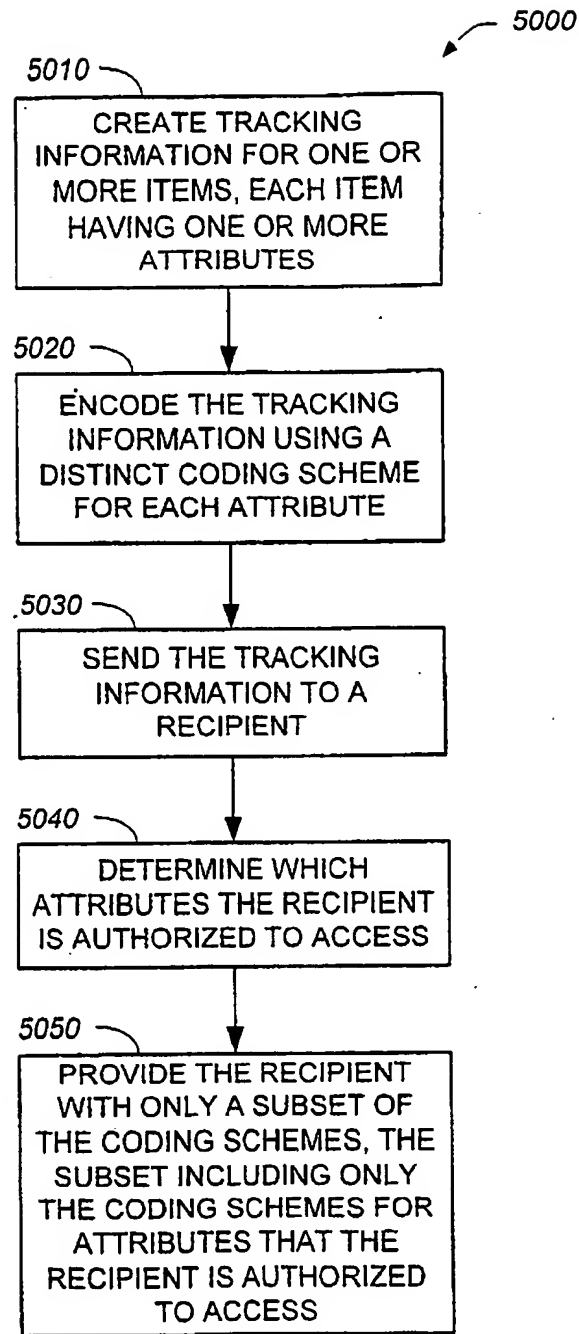 5000
5010
CREATE TRACKING
INFORMATION FOR ONE OR
MORE ITEMS, EACH ITEM
HAVING ONE OR MORE
ATTRIBUTES
5020
ENCODE THE TRACKING
INFORMATION USING A
DISTINCT CODING SCHEME
FOR EACH ATTRIBUTE
5030
SEND THE TRACKING
INFORMATION TO A
RECIPIENT
5040
DETERMINE WHICH
ATTRIBUTES THE RECIPIENT
IS AUTHORIZED TO ACCESS
5050
PROVIDE THE RECIPIENT
WITH ONLY A SUBSET OF
THE CODING SCHEMES, THE
SUBSET INCLUDING ONLY
THE CODING SCHEMES FOR
ATTRIBUTES THAT THE
RECIPIENT IS AUTHORIZED
TO ACCESS